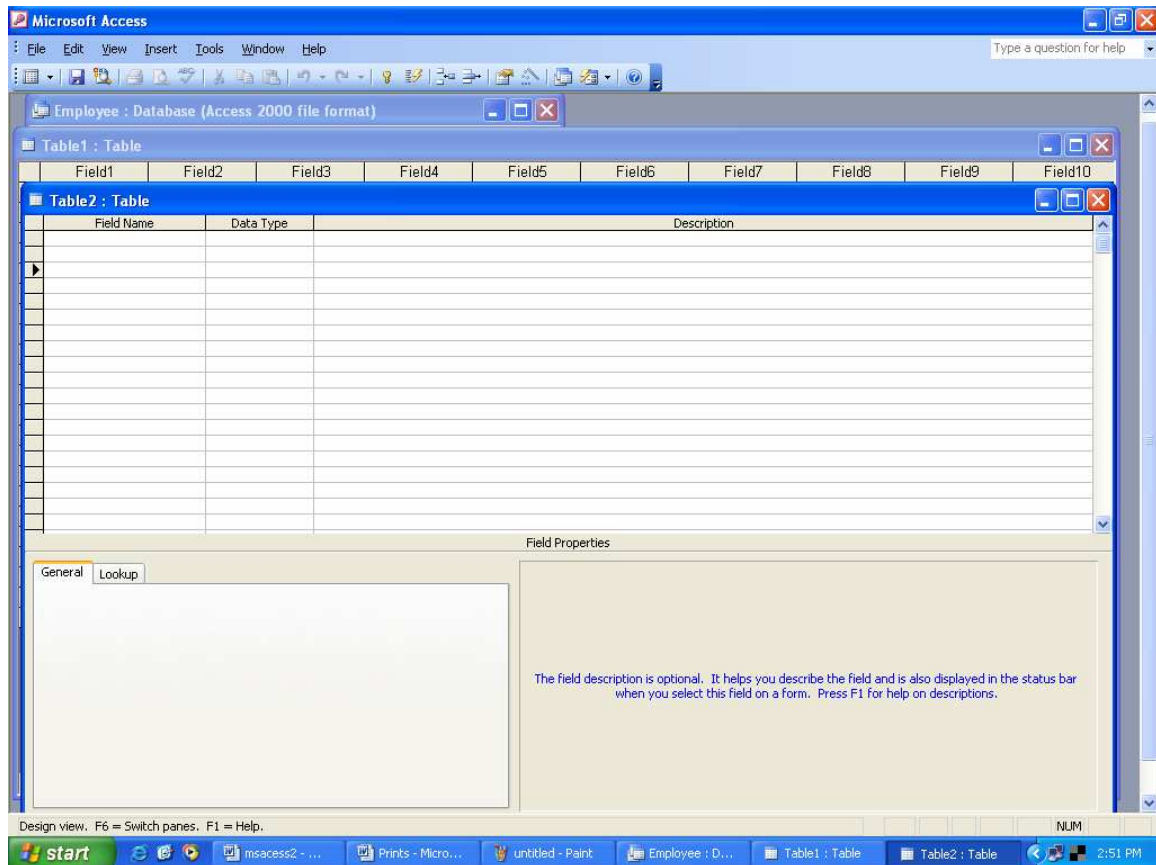 Microsoft Access
File Edit View Insert Tools Window Help Type a question for help
Employee : Database (Access 2000 file format)
Table1 : Table
Field1 Field2 Field3 Field4 Field5 Field6 Field7 Field8 Field9 Field10
Table2 : Table
Field Name Data Type Description
Field Properties
General Lookup
The field description is optional. It helps you describe the field and is also displayed in the status bar
when you select this field on a form. Press F1 for help on descriptions.
Design view. F6 = Switch panes. F1 = Help. NUM
start msacess2 - ... Prints - Micro... untitled - Paint Employee : D... Table1 : Table Table2 : Table 2:51 PM